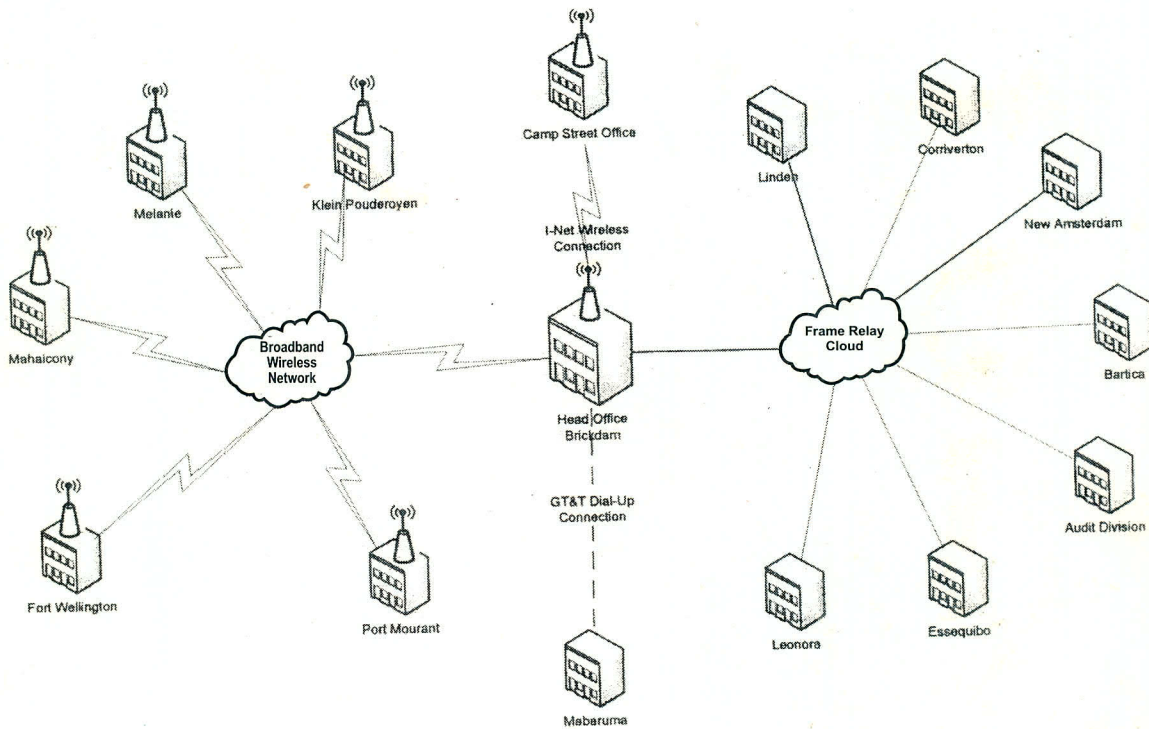 Camp Street Office
Melanie
Klein Pouderoyen
Linden
Corriverton
New Amsterdam
I-Net Wireless
Connection
Mahaicony
Broadband
Wireless
Network
Frame Relay
Cloud
Bartica
Head Office
Brickdam
GT&T Dial-Up
Connection
Audit Division
Fort Wellington
Port Mourant
Leonora
Essequibo
Mabaruma